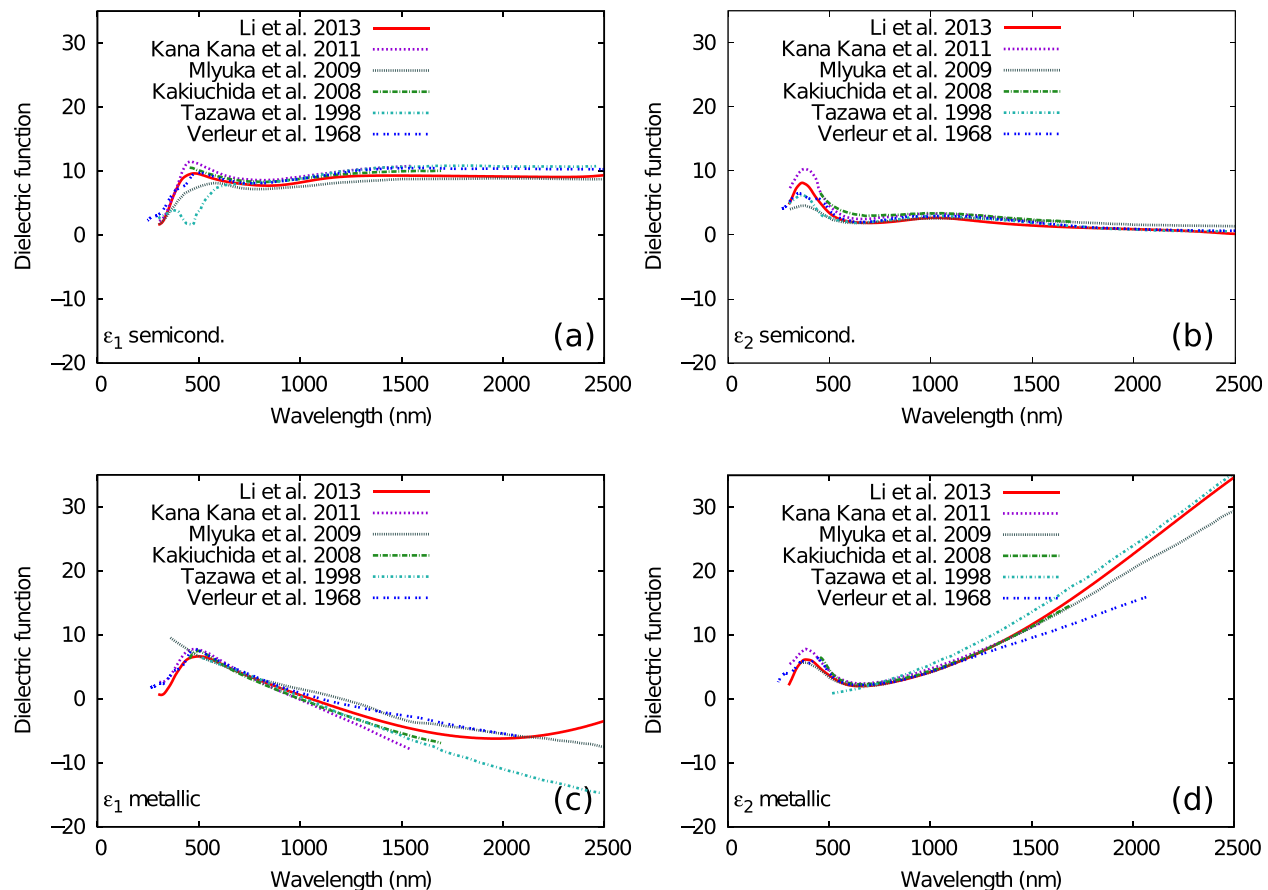 Dielectric function
30
20
10
0
−10
−20
Li et al. 2013
Kana Kana et al. 2011
Mlyuka et al. 2009
Kakiuchida et al. 2008
Tazawa et al. 1998
Verleur et al. 1968
ε1 semicond.
(a)
0 500 1000 1500 2000 2500
Wavelength (nm)
Dielectric function
30
20
10
0
−10
−20
Li et al. 2013
Kana Kana et al. 2011
Mlyuka et al. 2009
Kakiuchida et al. 2008
Tazawa et al. 1998
Verleur et al. 1968
ε2 semicond.
(b)
0 500 1000 1500 2000 2500
Wavelength (nm)
Dielectric function
30
20
10
0
−10
−20
Li et al. 2013
Kana Kana et al. 2011
Mlyuka et al. 2009
Kakiuchida et al. 2008
Tazawa et al. 1998
Verleur et al. 1968
ε1 metallic
(c)
0 500 1000 1500 2000 2500
Wavelength (nm)
Dielectric function
30
20
10
0
−10
−20
Li et al. 2013
Kana Kana et al. 2011
Mlyuka et al. 2009
Kakiuchida et al. 2008
Tazawa et al. 1998
Verleur et al. 1968
ε2 metallic
(d)
0 500 1000 1500 2000 2500
Wavelength (nm)